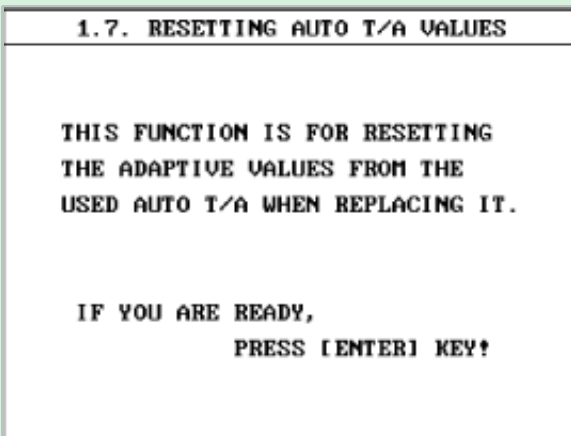 1.7. RESETTING AUTO T/A VALUES
THIS FUNCTION IS FOR RESETTING
THE ADAPTIVE VALUES FROM THE
USED AUTO T/A WHEN REPLACING IT.
IF YOU ARE READY,
PRESS [ENTER] KEY!